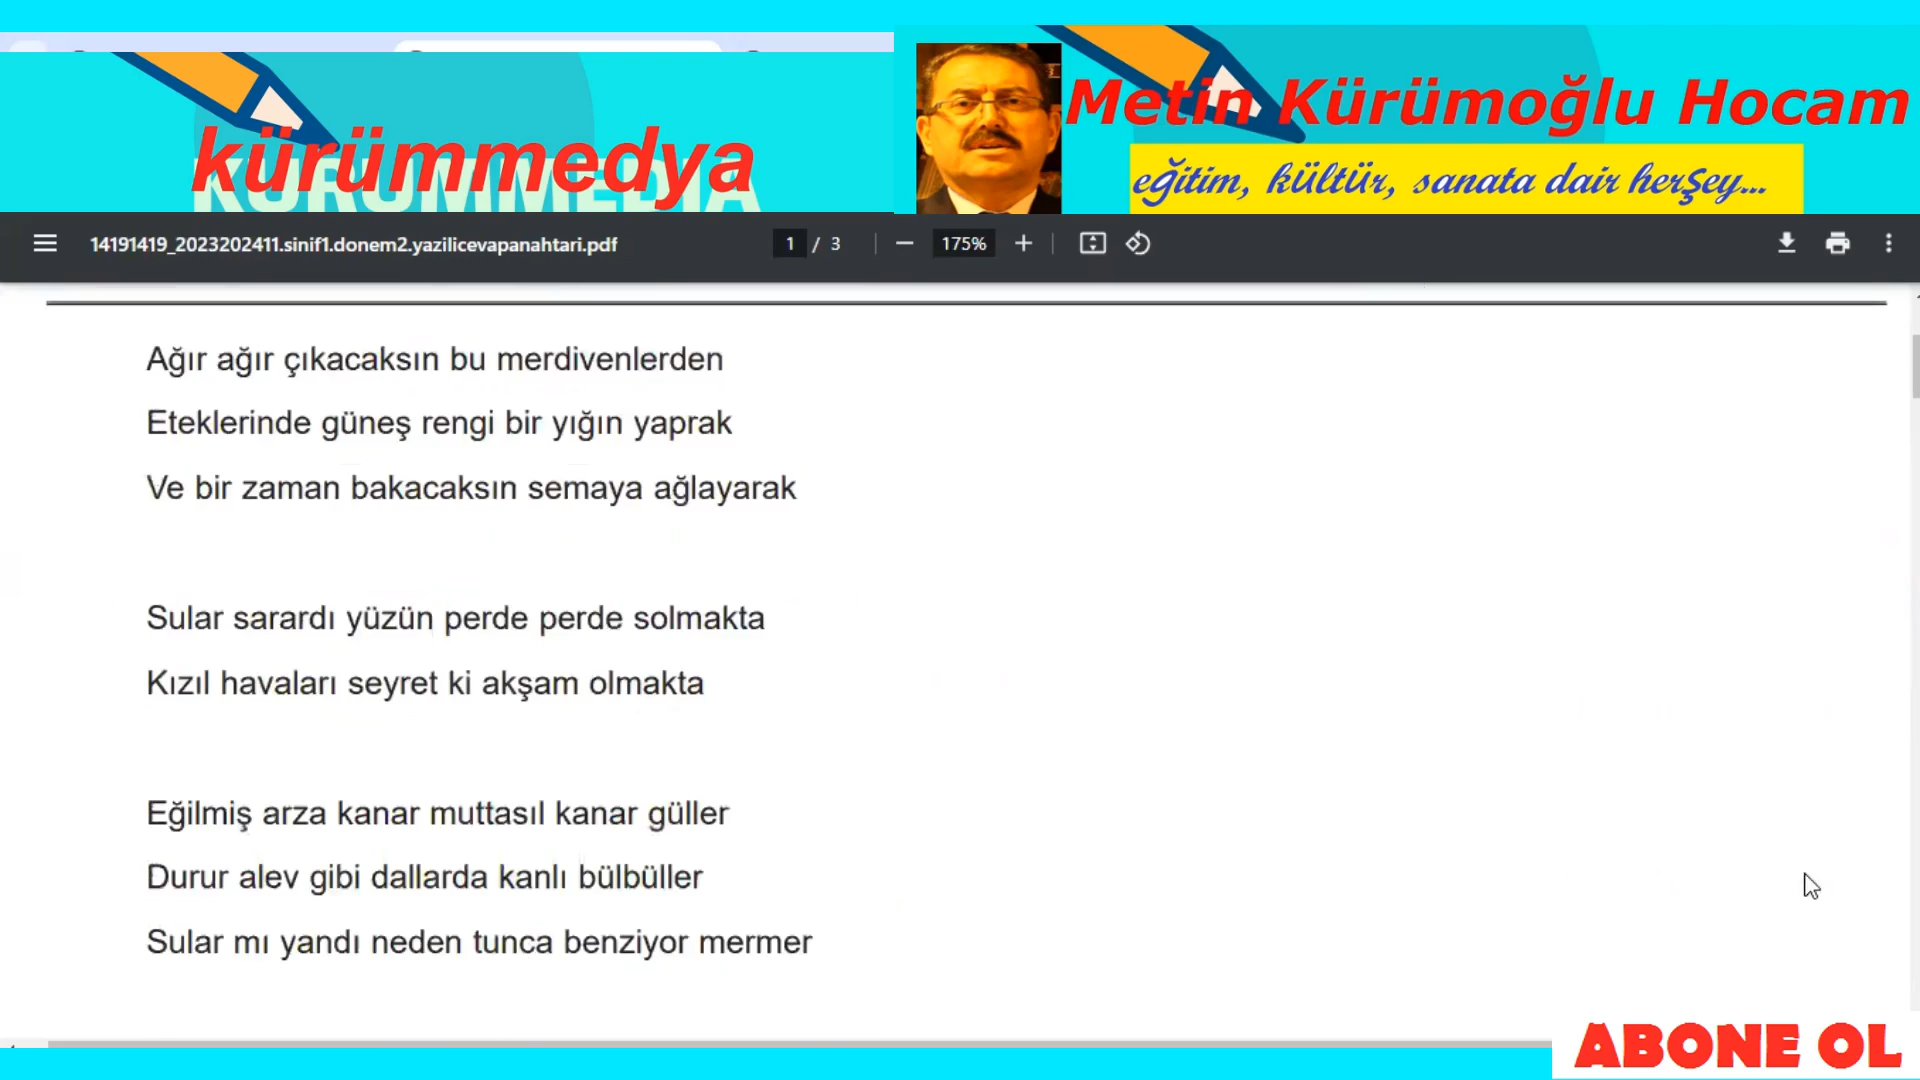 Metin Kürümoğlu Hocam
kürümmedya
KÜRÜMMEDIA
eğitim, kültür, sanata dair herşey...
14191419_2023202411.sinif1.donem2.yazilicevapanahtari.pdf
1 / 3
175%
Ağır ağır çıkacaksın bu merdivenlerden
Eteklerinde güneş rengi bir yığın yaprak
Ve bir zaman bakacaksın semaya ağlayarak
Sular sarardı yüzün perde perde solmakta
Kızıl havaları seyret ki akşam olmakta
Eğilmiş arza kanar muttasıl kanar güller
Durur alev gibi dallarda kanlı bülbüller
Sular mı yandı neden tunca benziyor mermer
ABONE OL